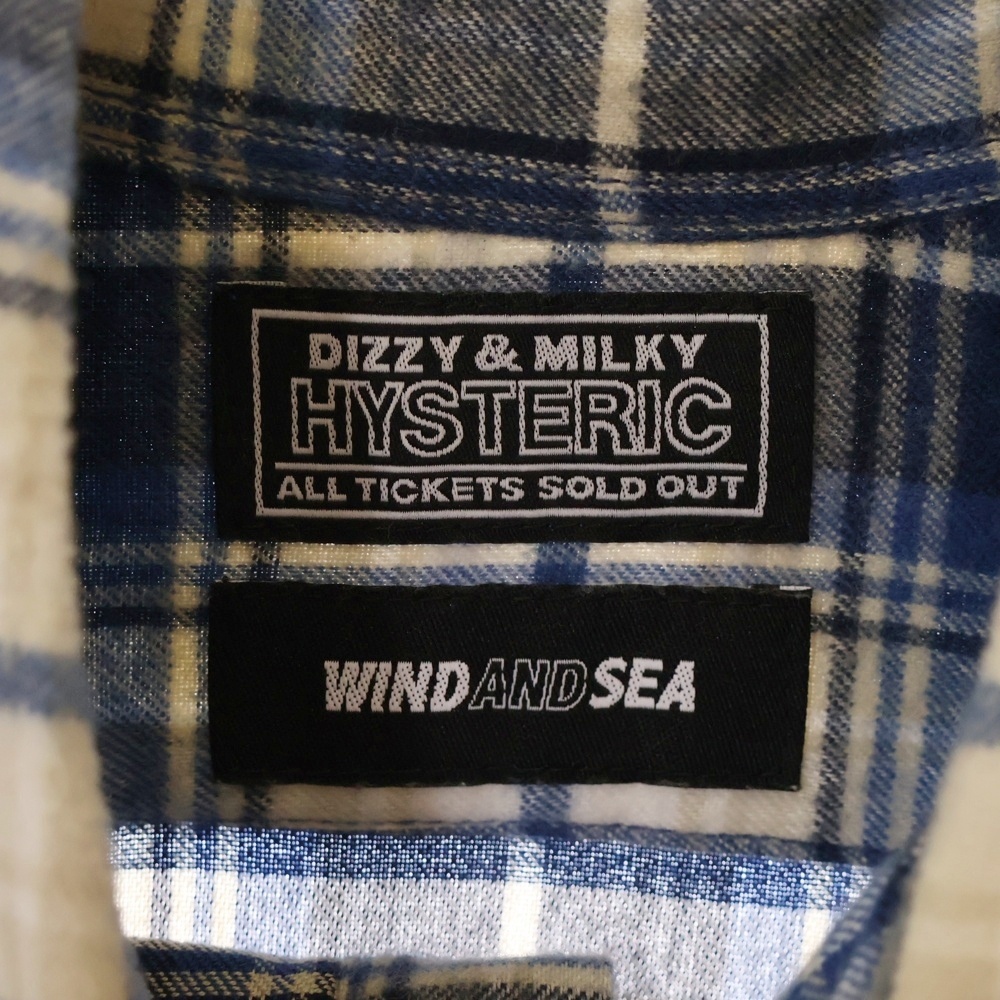 DIZZY & MILKY
HYSTERIC
ALL TICKETS SOLD OUT
WINDANDSEA